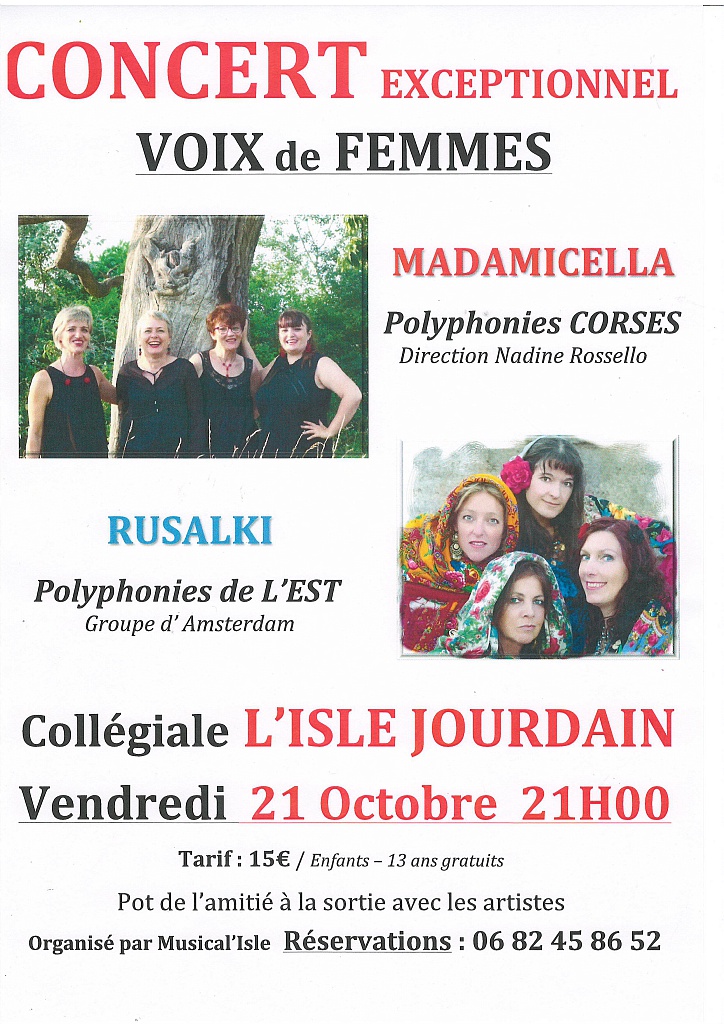 CONCERT EXCEPTIONNEL
VOIX de FEMMES
MADAMICELLA
Polyphonies CORSES
Direction Nadine Rossello
RUSALKI
Polyphonies de L’EST
Groupe d’ Amsterdam
Collégiale L’ISLE JOURDAIN
Vendredi 21 Octobre 21H00
Tarif : 15€ / Enfants – 13 ans gratuits
Pot de l’amitié à la sortie avec les artistes
Organisé par Musical’Isle Réservations : 06 82 45 86 52